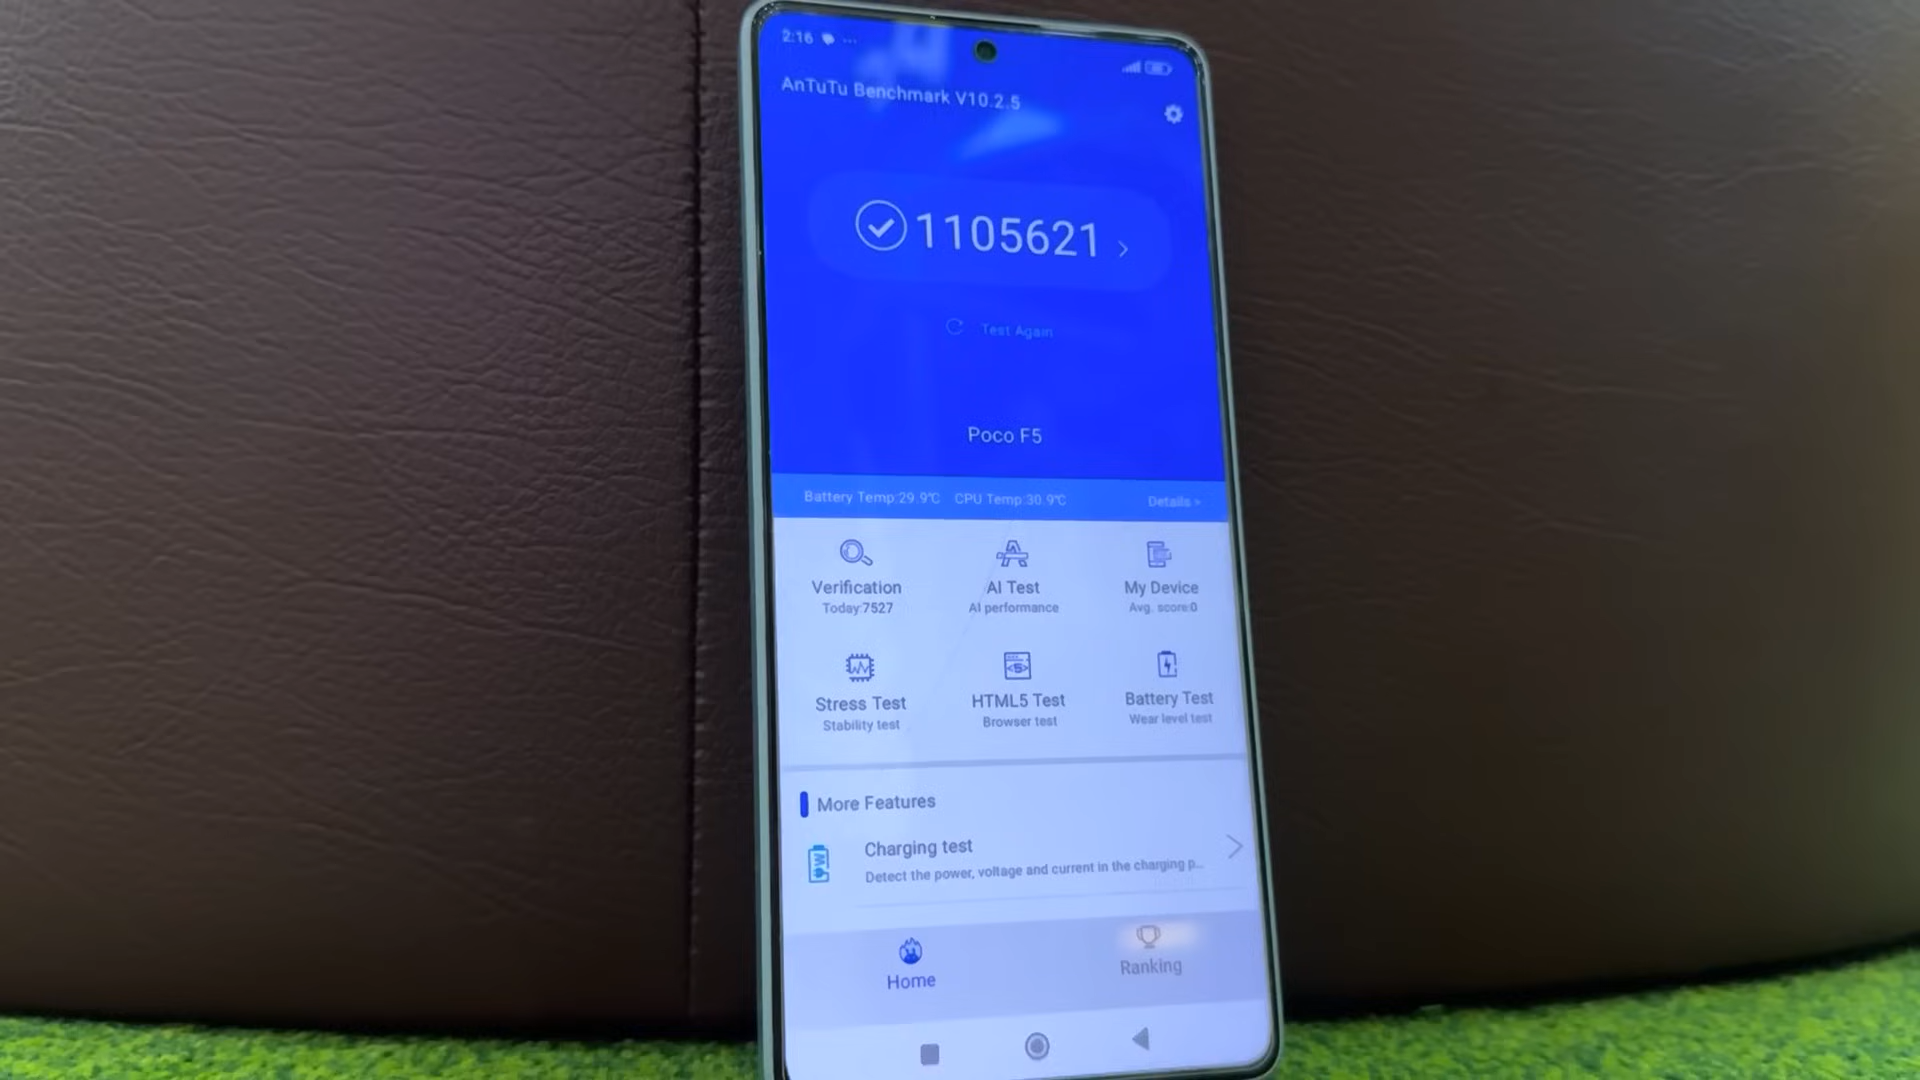 2:16
AnTuTu Benchmark V10.2.5
1105621
Test Again
Poco F5
Battery Temp:29.9℃ CPU Temp:30.9℃ Details >
Verification AI Test My Device
Today:7527 AI performance Avg. score:0
Stress Test HTML5 Test Battery Test
Stability test Browser test Wear level test
More Features
Charging test
Detect the power, voltage and current in the charging p...
Home Ranking